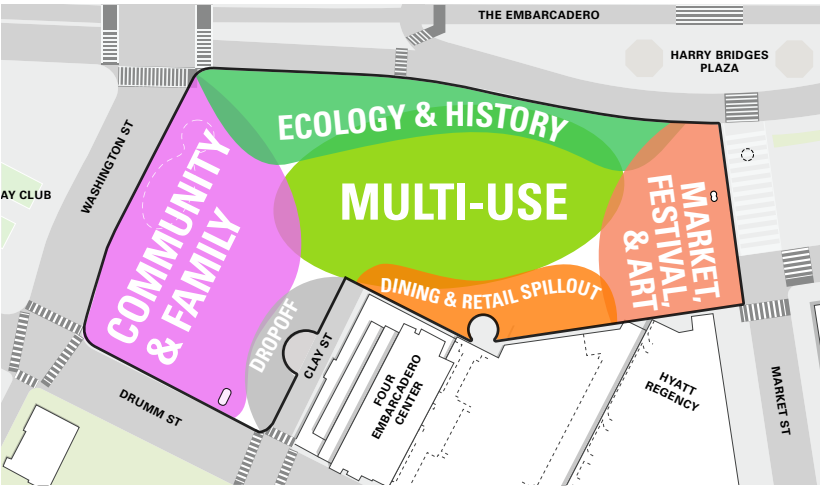 THE EMBARCADERO
HARRY BRIDGES
PLAZA
ECOLOGY & HISTORY
WASHINGTON ST
AY CLUB
COMMUNITY
& FAMILY
MULTI-USE
MARKET,
FESTIVAL,
& ART
DINING & RETAIL SPILLOUT
DROPOFF
CLAY ST
FOUR
EMBARCADERO
CENTER
HYATT
REGENCY
MARKET ST
DRUMM ST